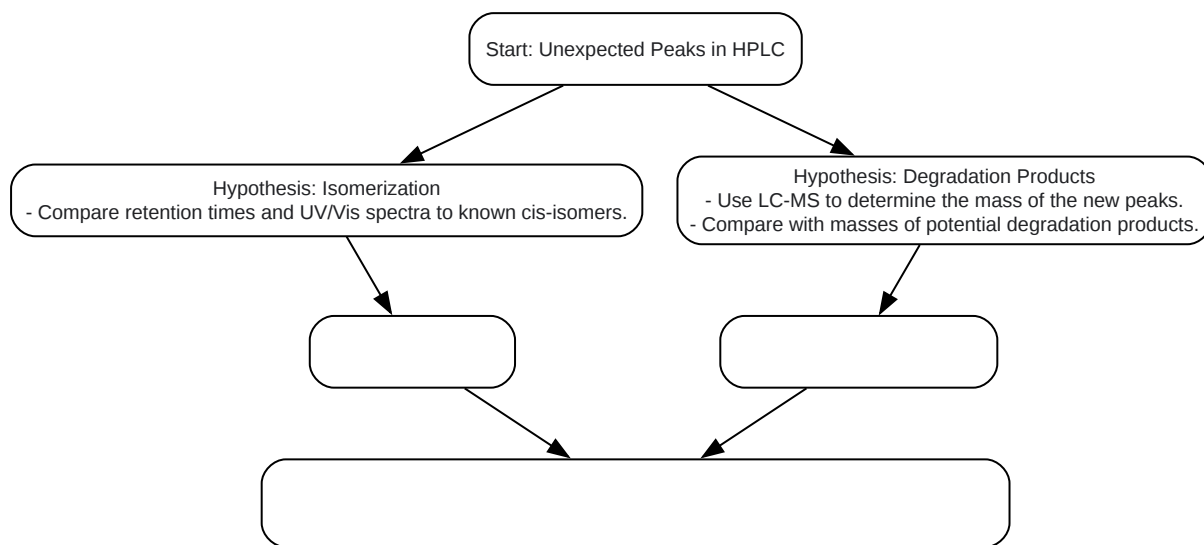 Start: Unexpected Peaks in HPLC
Hypothesis: Isomerization
- Compare retention times and UV/Vis spectra to known cis-isomers.
Hypothesis: Degradation Products
- Use LC-MS to determine the mass of the new peaks.
- Compare with masses of potential degradation products.